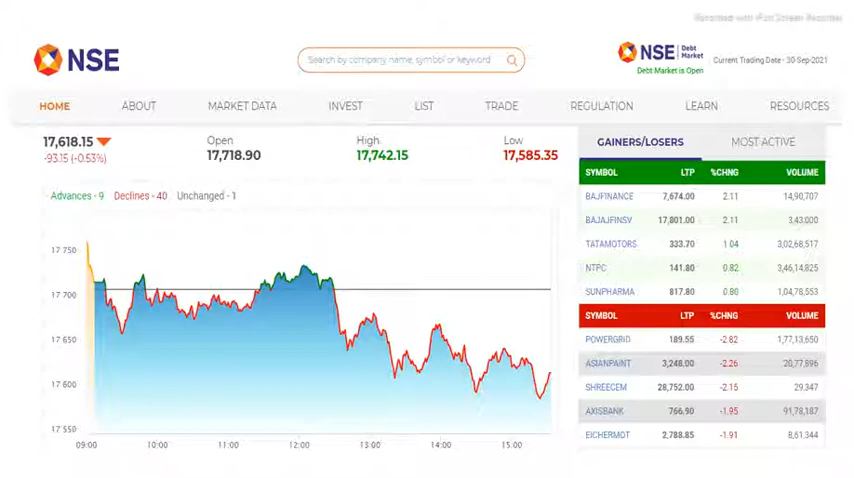 Recorded with iFun Screen Recorder
NSE
Search by company name, symbol or keyword
NSE Debt Market
Debt Market is Open
Current Trading Date - 30-Sep-2021
HOME ABOUT MARKET DATA INVEST LIST TRADE REGULATION LEARN RESOURCES
17,618.15
-93.15 (-0.53%)
Open
17,718.90
High
17,742.15
Low
17,585.35
Advances - 9 Declines - 40 Unchanged - 1
17 750
17 700
17 650
17 600
17 550
09:00 10:00 11:00 12:00 13:00 14:00 15:00
GAINERS/LOSERS MOST ACTIVE
SYMBOL LTP %CHNG VOLUME
BAJFINANCE 7,674.00 2.11 14,90,707
BAJAJFINSV 17,801.00 2.11 3,43,000
TATAMOTORS 333.70 1.04 3,02,68,517
NTPC 141.80 0.82 3,46,14,825
SUNPHARMA 817.80 0.80 1,04,78,553
SYMBOL LTP %CHNG VOLUME
POWERGRID 189.55 -2.82 1,77,13,650
ASIANPAINT 3,248.00 -2.26 20,77,896
SHREECEM 28,752.00 -2.15 29,347
AXISBANK 766.90 -1.95 91,78,187
EICHERMOT 2,788.85 -1.91 8,61,344